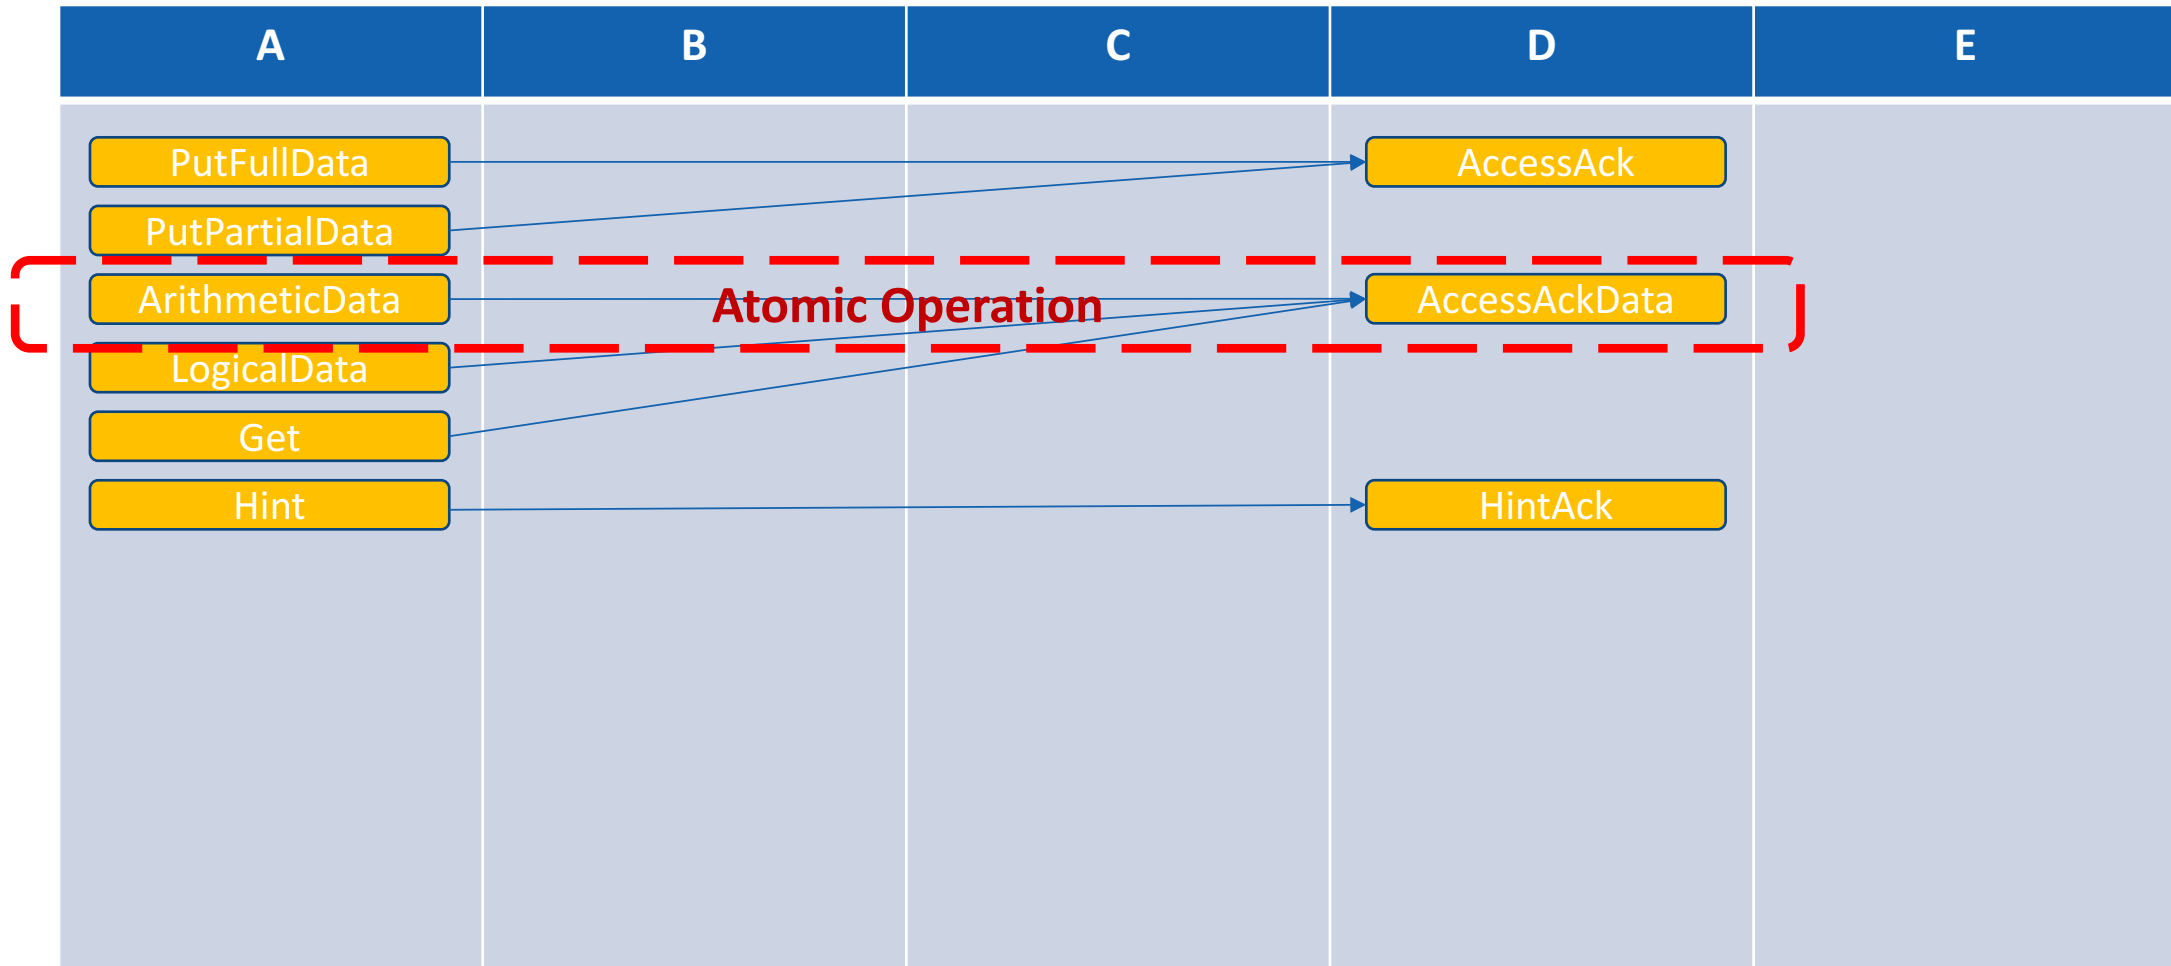 A B C D E
PutFullData AccessAck
PutPartialData
ArithmeticData Atomic Operation AccessAckData
LogicalData
Get
Hint HintAck